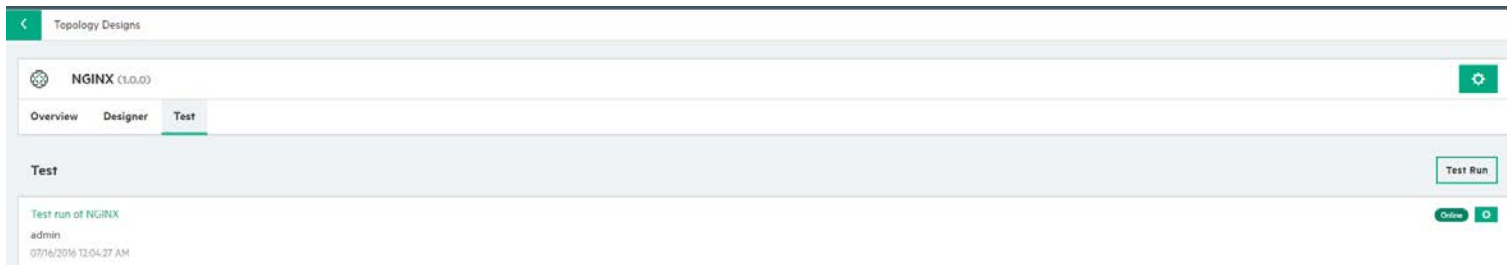 Topology Designs
NGINX (1.0.0)
Overview Designer Test
Test
Test Run
Test run of NGINX
Online
admin
07/16/2016 12:04:27 AM